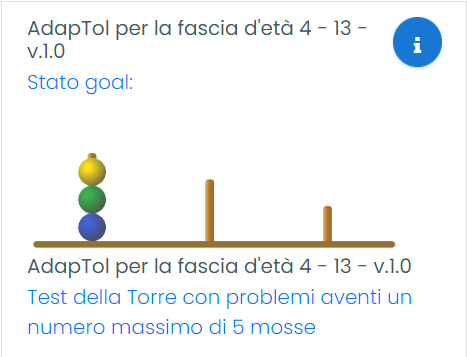 AdapTol per la fascia d'età 4 - 13 -
v.1.0
i
Stato goal:
AdapTol per la fascia d'età 4 - 13 - v.1.0
Test della Torre con problemi aventi un
numero massimo di 5 mosse